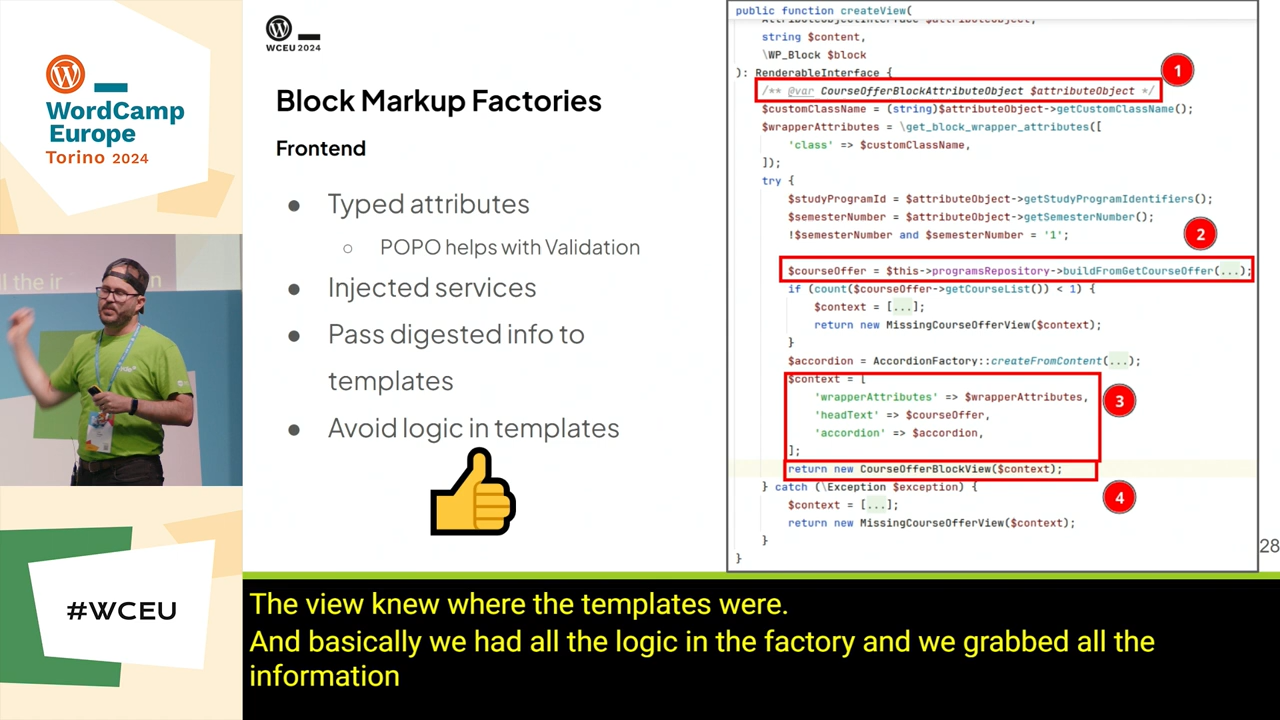 WordCamp
Europe
Torino 2024
#WCEU
WCEU 2024
Block Markup Factories
Frontend
● Typed attributes
○ POPO helps with Validation
● Injected services
● Pass digested info to
templates
● Avoid logic in templates
public function createView(
AttributeObjectInterface $attributeObject,
string $content,
\WP_Block $block
): RenderableInterface {
/** @var CourseOfferBlockAttributeObject $attributeObject */
1
$customClassName = (string)$attributeObject->getCustomClassName();
$wrapperAttributes = \get_block_wrapper_attributes([
'class' => $customClassName,
]);
try {
$studyProgramId = $attributeObject->getStudyProgramIdentifiers();
$semesterNumber = $attributeObject->getSemesterNumber();
!$semesterNumber and $semesterNumber = '1';
2
$courseOffer = $this->programsRepository->buildFromGetCourseOffer(...);
if (count($courseOffer->getCourseList()) < 1) {
$context = [...];
return new MissingCourseOfferView($context);
}
$accordion = AccordionFactory::createFromContent(...);
$context = [
'wrapperAttributes' => $wrapperAttributes,
'headText' => $courseOffer,
'accordion' => $accordion,
];
3
return new CourseOfferBlockView($context);
4
} catch (\Exception $exception) {
$context = [...];
return new MissingCourseOfferView($context);
}
}
28
The view knew where the templates were.
And basically we had all the logic in the factory and we grabbed all the
information